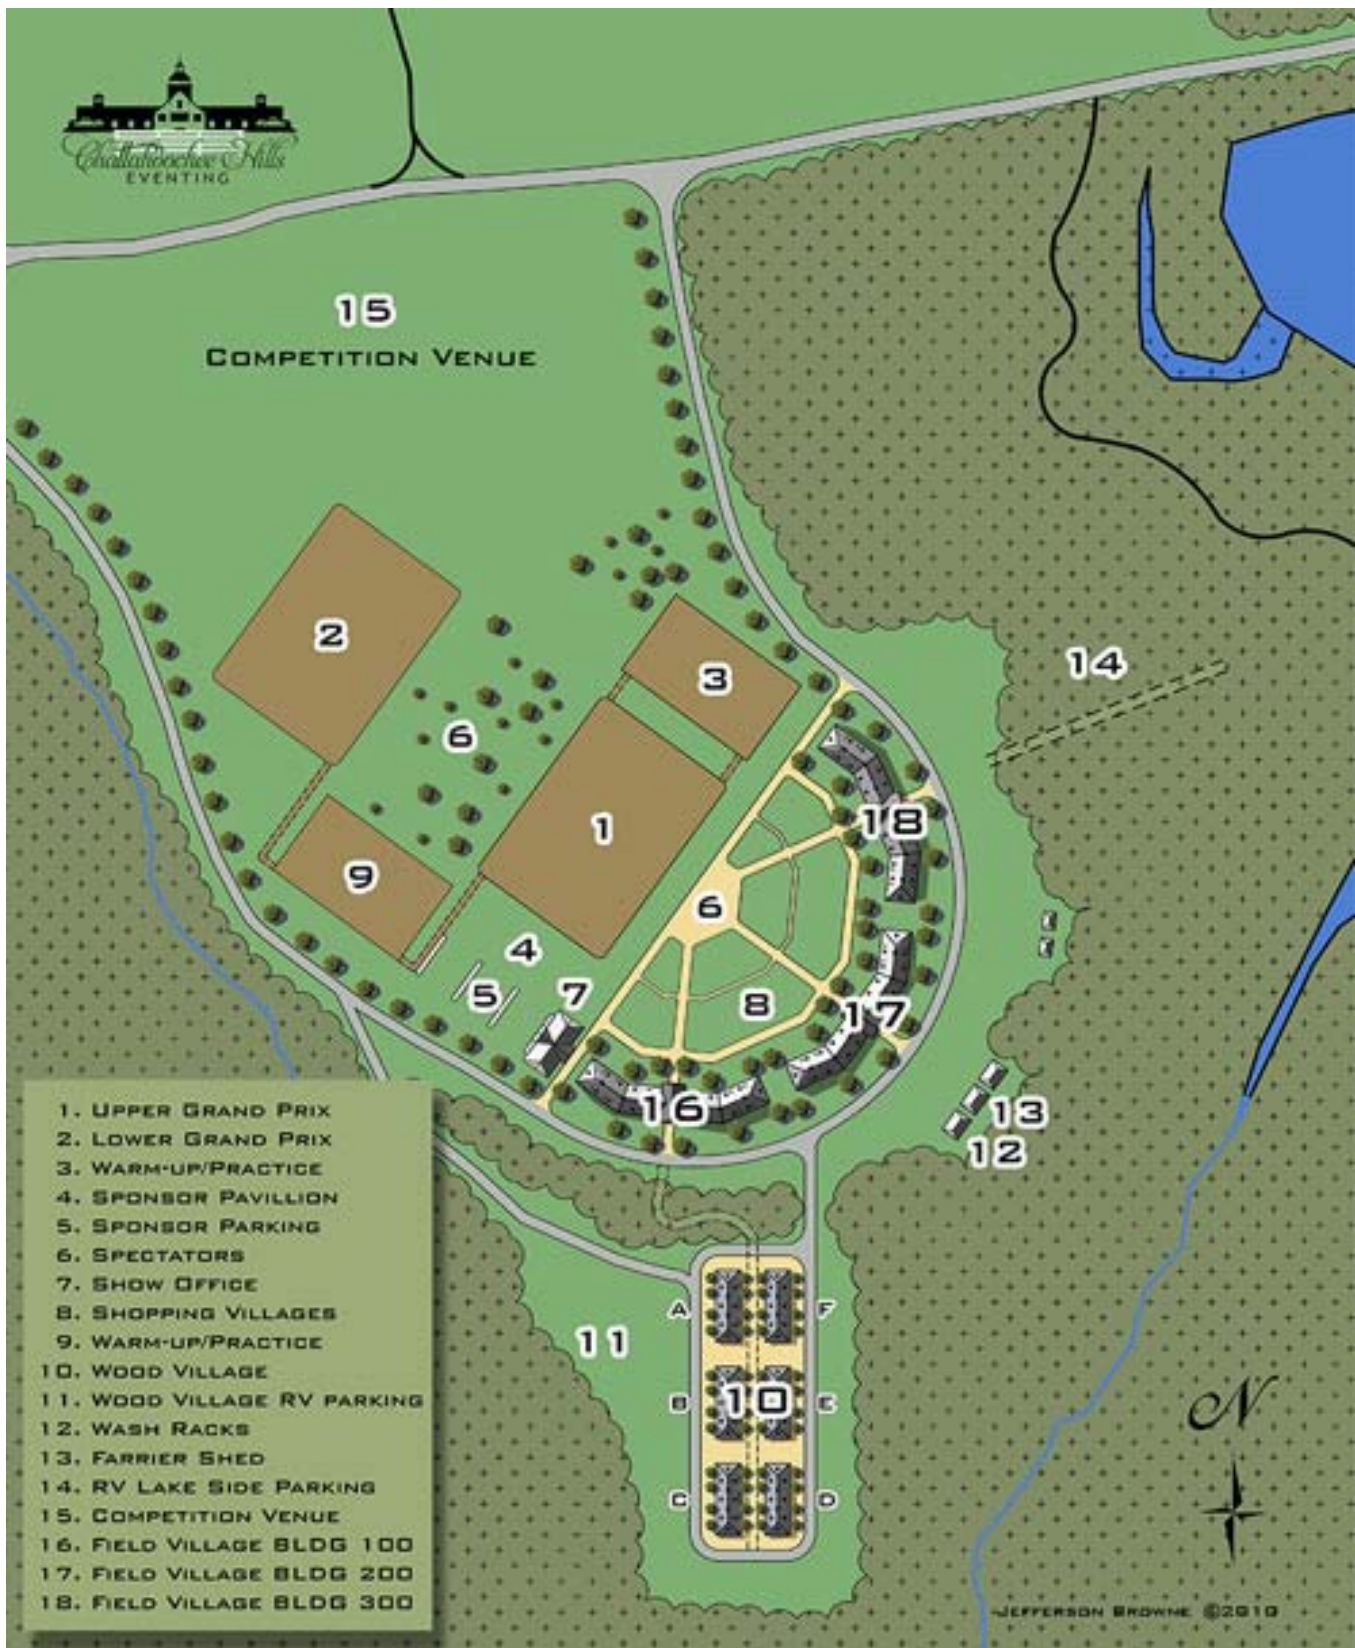 Chattahoochee Hills
EVENTING
15
COMPETITION VENUE
2
3
14
6
1
18
9
6
4
5
7
8
17
16
13
12
1. UPPER GRAND PRIX
2. LOWER GRAND PRIX
3. WARM-UP/PRACTICE
4. SPONSOR PAVILLION
5. SPONSOR PARKING
6. SPECTATORS
7. SHOW OFFICE
8. SHOPPING VILLAGES
9. WARM-UP/PRACTICE
10. WOOD VILLAGE
11. WOOD VILLAGE RV PARKING
12. WASH RACKS
13. FARRIER SHED
14. RV LAKE SIDE PARKING
15. COMPETITION VENUE
16. FIELD VILLAGE BLDG 100
17. FIELD VILLAGE BLDG 200
18. FIELD VILLAGE BLDG 300
A
F
11
B
10
E
C
D
N
JEFFERSON BROWNE ©2010